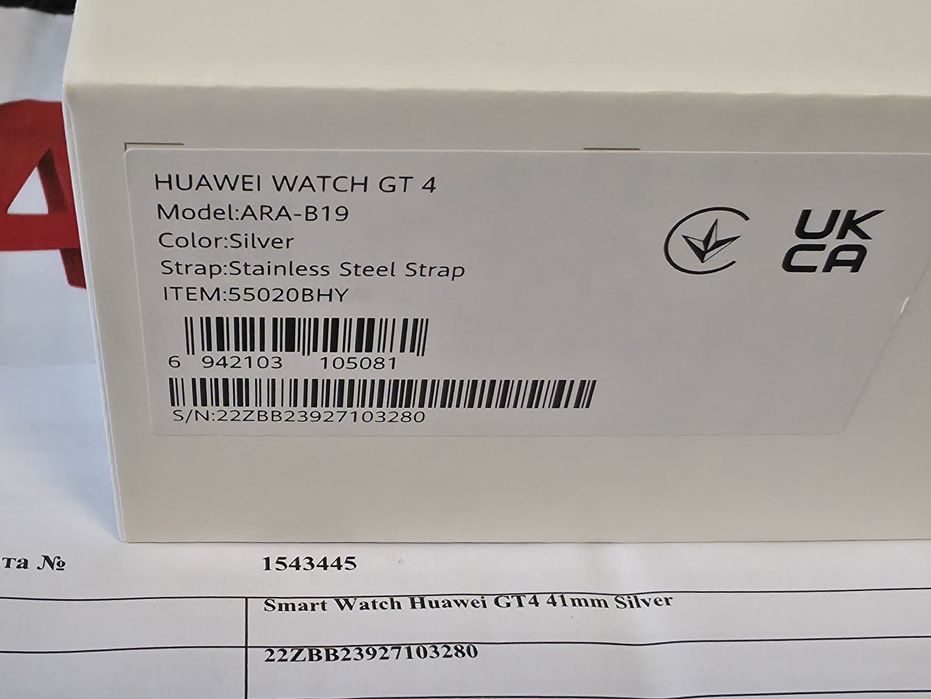 HUAWEI WATCH GT 4
Model:ARA-B19
Color:Silver
Strap:Stainless Steel Strap
ITEM:55020BHY
UK
CA
6 942103 105081
S/N:22ZBB23927103280
та № 1543445
Smart Watch Huawei GT4 41mm Silver
22ZBB23927103280